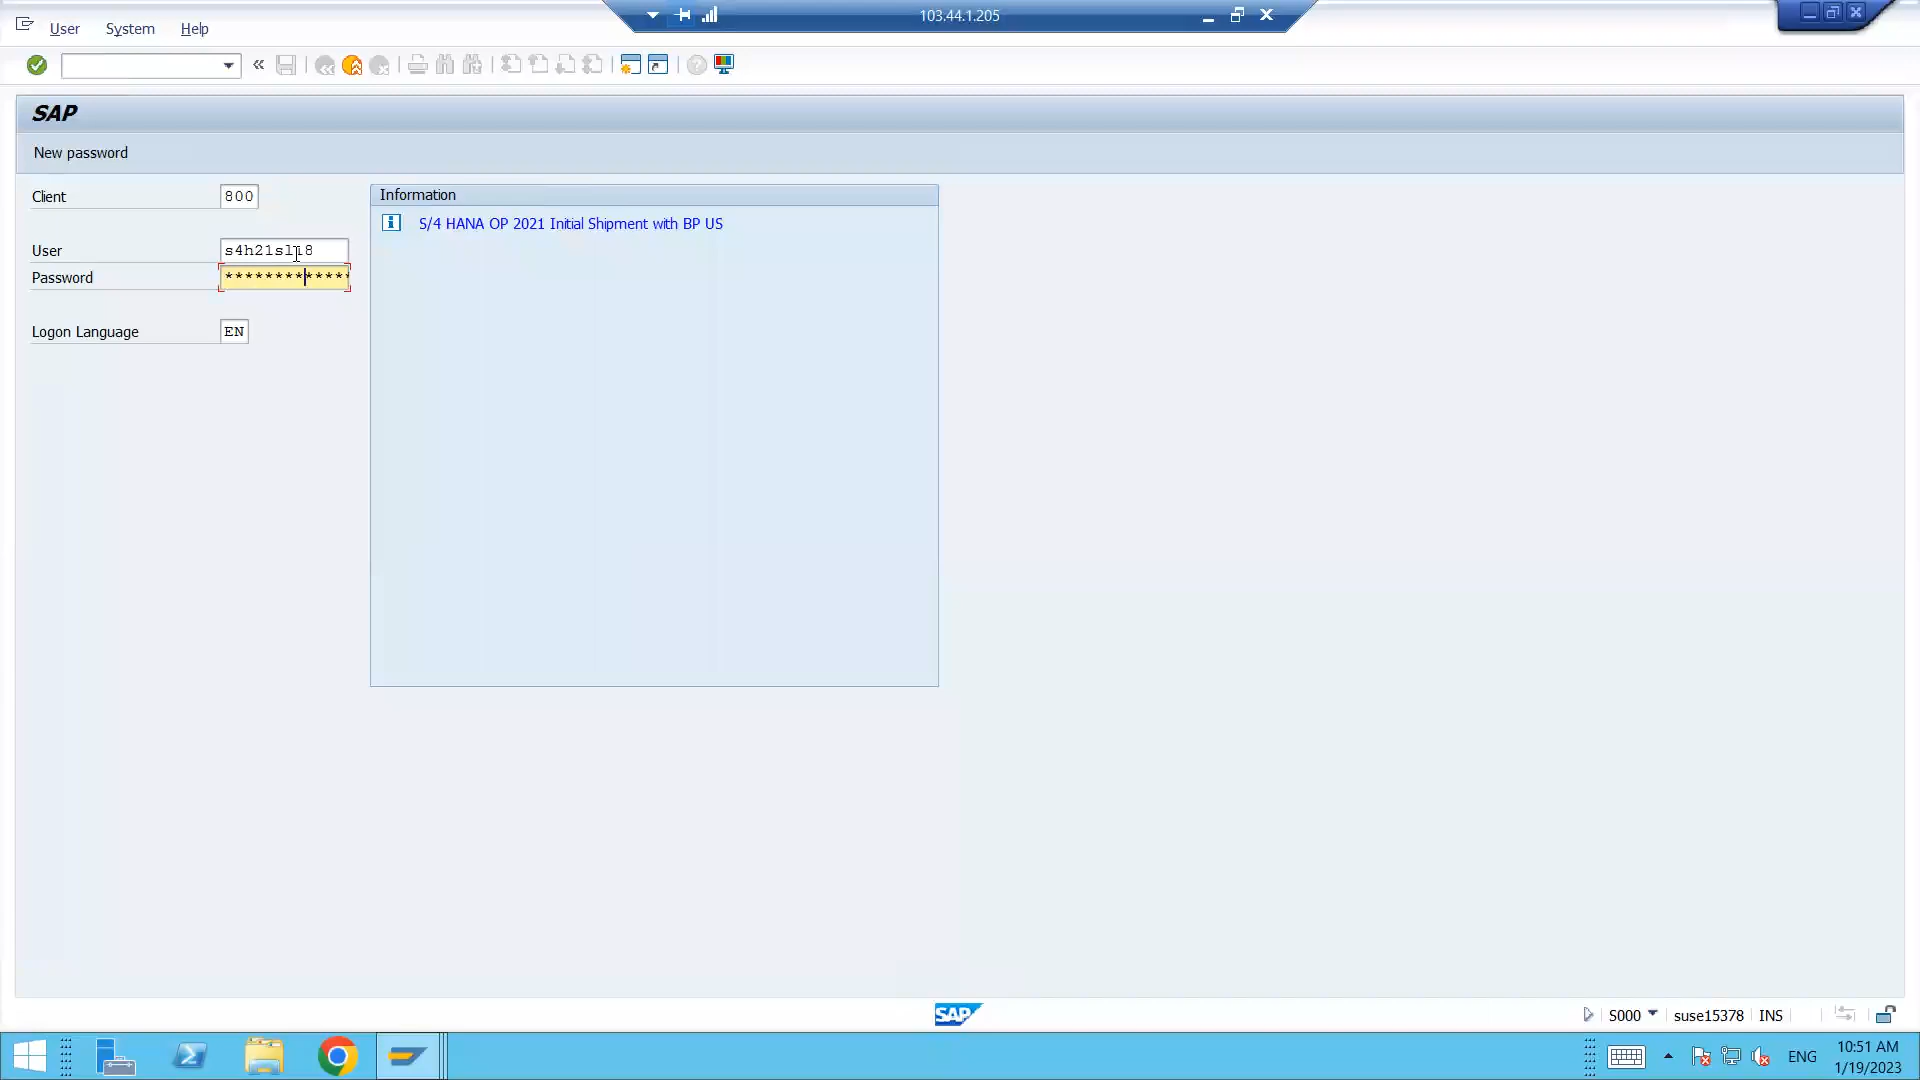 103.44.1.205
User System Help
SAP
New password
Client 800
Information
S/4 HANA OP 2021 Initial Shipment with BP US
User
Password *************
Logon Language EN
SAP
S000 suse15378 INS
ENG
10:51 AM
1/19/2023